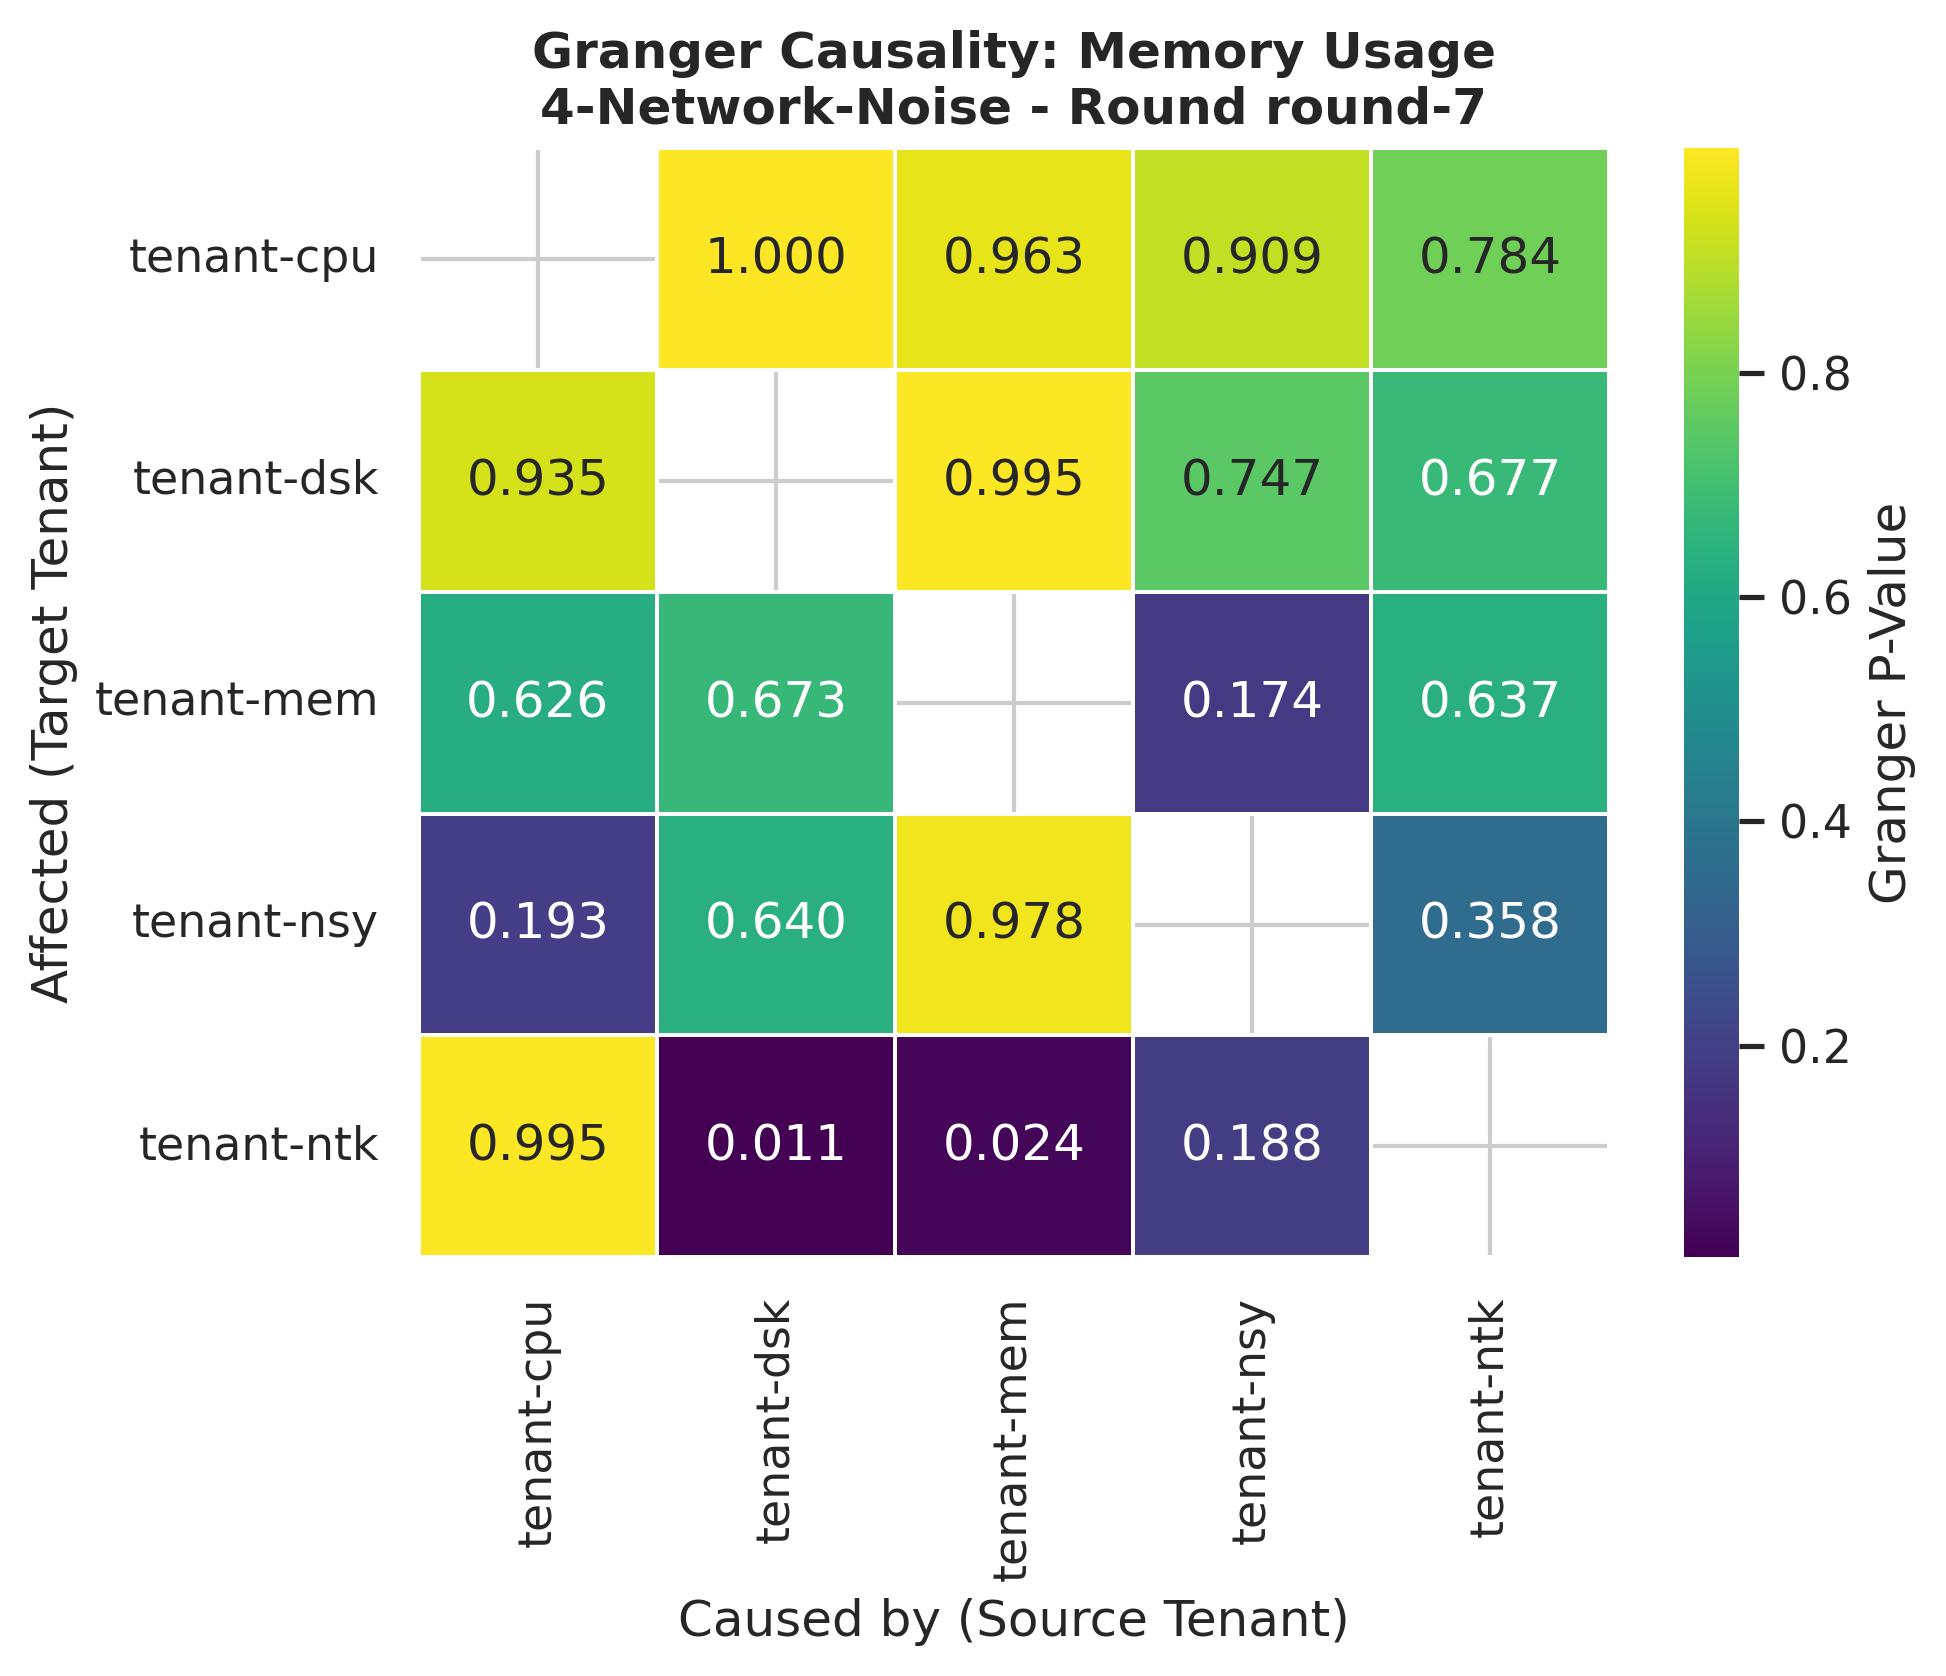 Granger Causality: Memory Usage
4-Network-Noise - Round round-7
Affected (Target Tenant)
tenant-cpu 1.000 0.963 0.909 0.784
tenant-dsk 0.935 0.995 0.747 0.677
tenant-mem 0.626 0.673 0.174 0.637
tenant-nsy 0.193 0.640 0.978 0.358
tenant-ntk 0.995 0.011 0.024 0.188
tenant-cpu
tenant-dsk
tenant-mem
tenant-nsy
tenant-ntk
Caused by (Source Tenant)
0.8
0.6
0.4
0.2
Granger P-Value